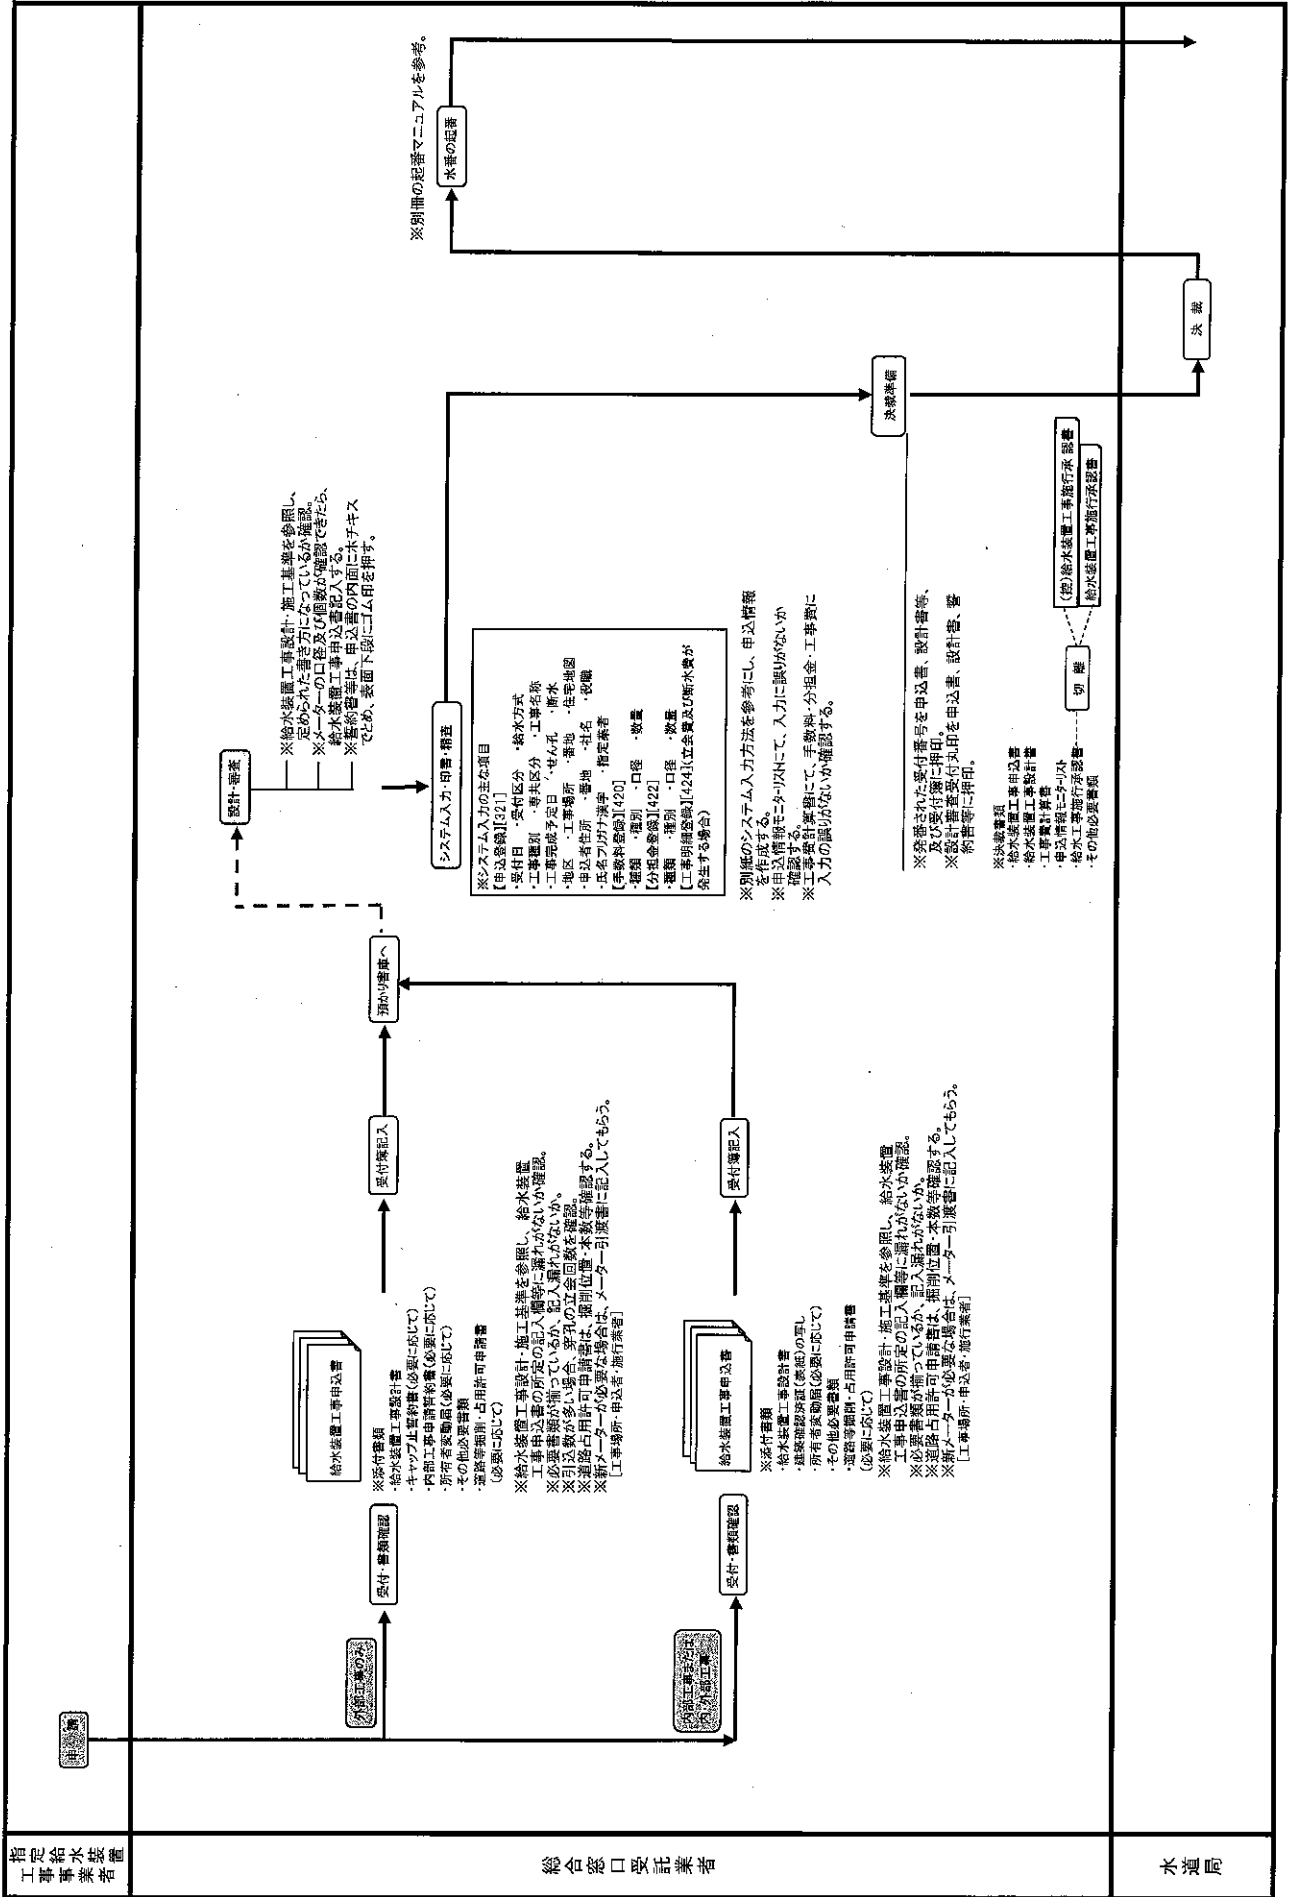 指定給水装置
工事事業者
総合窓口受託業者
水道局
申請
外部工事のみ
受付・書類確認
給水装置工事申込書
※添付書類
・給水装置工事設計書
・キャップ止誓約書(必要に応じて)
・内部工事申請誓約書(必要に応じて)
・所有者変動届(必要に応じて)
・その他必要書類
・道路等掘削・占用許可申請書
(必要に応じて)
※給水装置工事設計・施工基準を参照し、給水装置
工事申込書の所定の記入欄等に漏れがないか確認。
※必要書類が揃っているか、記入漏れがないか。
※引込数が多い場合、穿孔の立会回数を確認。
※道路占用許可申請書は、掘削位置・本数等確認する。
※新メーターが必要な場合は、メーター引渡書に記入してもらう。
[工事場所・申込者・施行業者]
受付簿記入
預かり書庫へ
内部工事または
内、外部工事
受付・書類確認
給水装置工事申込書
※添付書類
・給水装置工事設計書
・建築確認済証(表紙)の写し
・所有者変動届(必要に応じて)
・その他必要書類
・道路等掘削・占用許可申請書
(必要に応じて)
※給水装置工事設計・施工基準を参照し、給水装置
工事申込書の所定の記入欄等に漏れがないか確認。
※必要書類が揃っているか、記入漏れがないか。
※道路占用許可申請書は、掘削位置・本数等確認する。
※新メーターが必要な場合は、メーター引渡書に記入してもらう。
[工事場所・申込者・施行業者]
受付簿記入
設計・審査
※給水装置工事設計・施工基準を参照し、
定められた書き方になっているか確認。
※メーターの口径及び個数が確認できたら、
給水装置工事申込書記入する。
※誓約書等は、申込書の内面にホチキス
でとめ、表面下段にゴム印を押す。
システム入力・印書・精査
※システム入力の主な項目
【申込登録】[321]
・受付日 ・受付区分 ・給水方式
・工事種別 ・専共区分 ・工事名称
・工事完成予定日 ・せん孔 ・断水
・地区 ・工事場所 ・番地 ・住宅地図
・申込者住所 ・番地 ・社名 ・役職
・氏名フリガナ漢字 ・指定業者
【手数料登録】[420]
・種類 ・種別 ・口径 ・数量
【分担金登録】[422]
・種類 ・種別 ・口径 ・数量
【工事明細登録】[424](立会費及び断水費が
発生する場合)
※別紙のシステム入力方法を参考にし、申込情報
を作成する。
※申込情報モニターリストにて、入力に誤りがないか
確認する。
※工事費計算書にて、手数料・分担金・工事費に
入力の誤りがないか確認する。
決裁準備
※発番された受付番号を申込書、設計書等、
及び受付簿に押印。
※設計審査受付丸印を申込書、設計書、誓
約書等に押印。
※決裁書類
・給水装置工事申込書
・給水装置工事設計書
・工事費計算書
・申込情報モニターリスト
・給水工事施行承認書
・その他必要書類
切 離
(控)給水装置工事施行承 認書
給水装置工事施行承認書
決 裁
水番の起番
※別冊の起番マニュアルを参考。